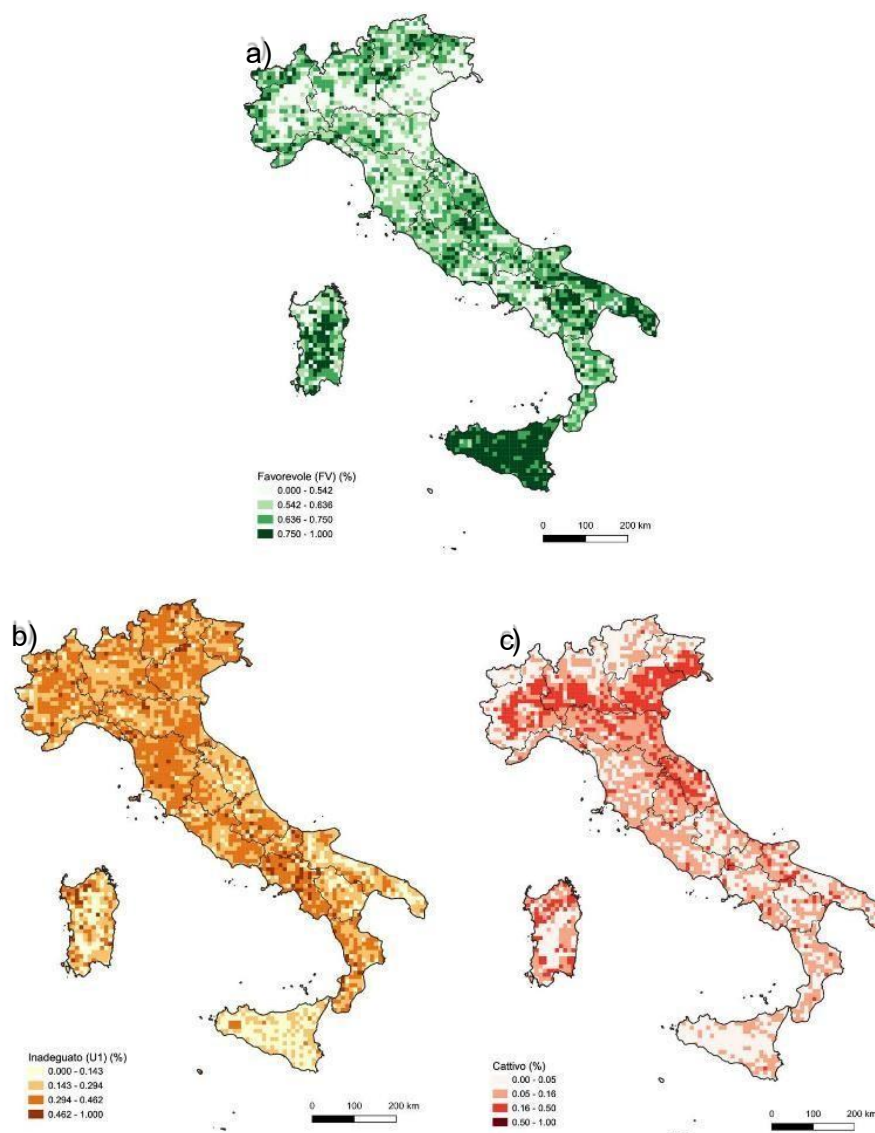 a)
Favorevole (FV) (%)
0.000 - 0.542
0.542 - 0.636
0.636 - 0.750
0.750 - 1.000
0 100 200 km
b)
Inadeguato (U1) (%)
0.000 - 0.143
0.143 - 0.294
0.294 - 0.462
0.462 - 1.000
0 100 200 km
c)
Cattivo (%)
0.00 - 0.05
0.05 - 0.16
0.16 - 0.50
0.50 - 1.00
0 100 200 km